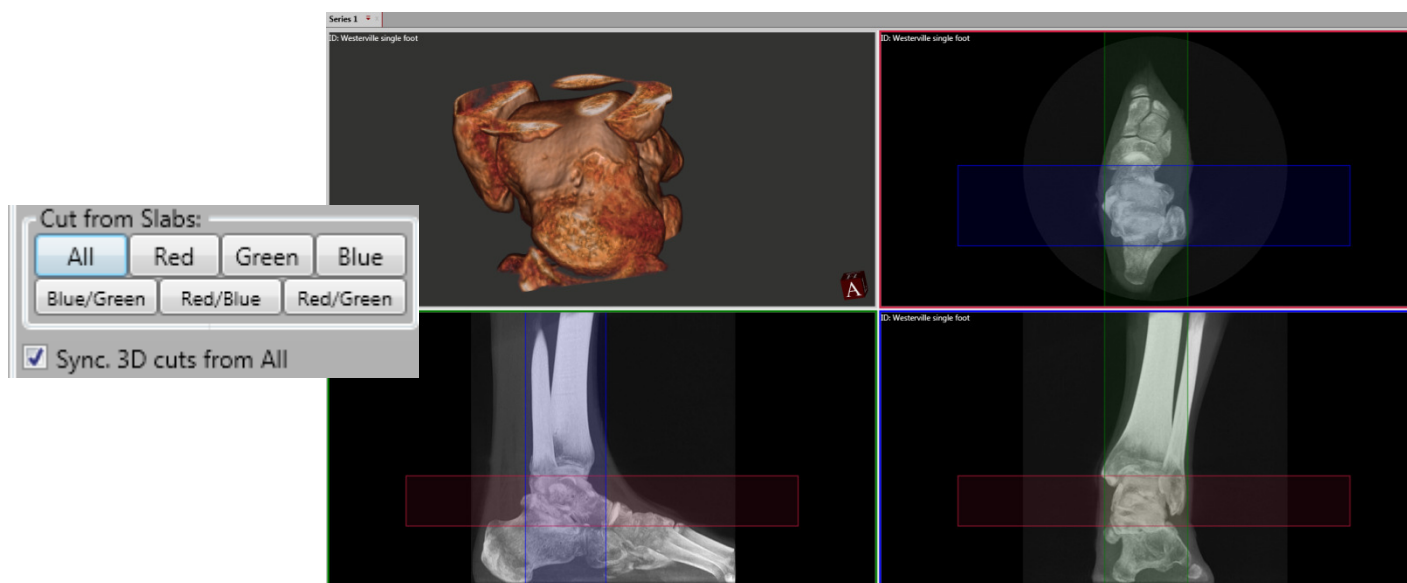 Series 1
ID: Westerville single foot
ID: Westerville single foot
A
Cut from Slabs:
All Red Green Blue
Blue/Green Red/Blue Red/Green
Sync. 3D cuts from All
ID: Westerville single foot